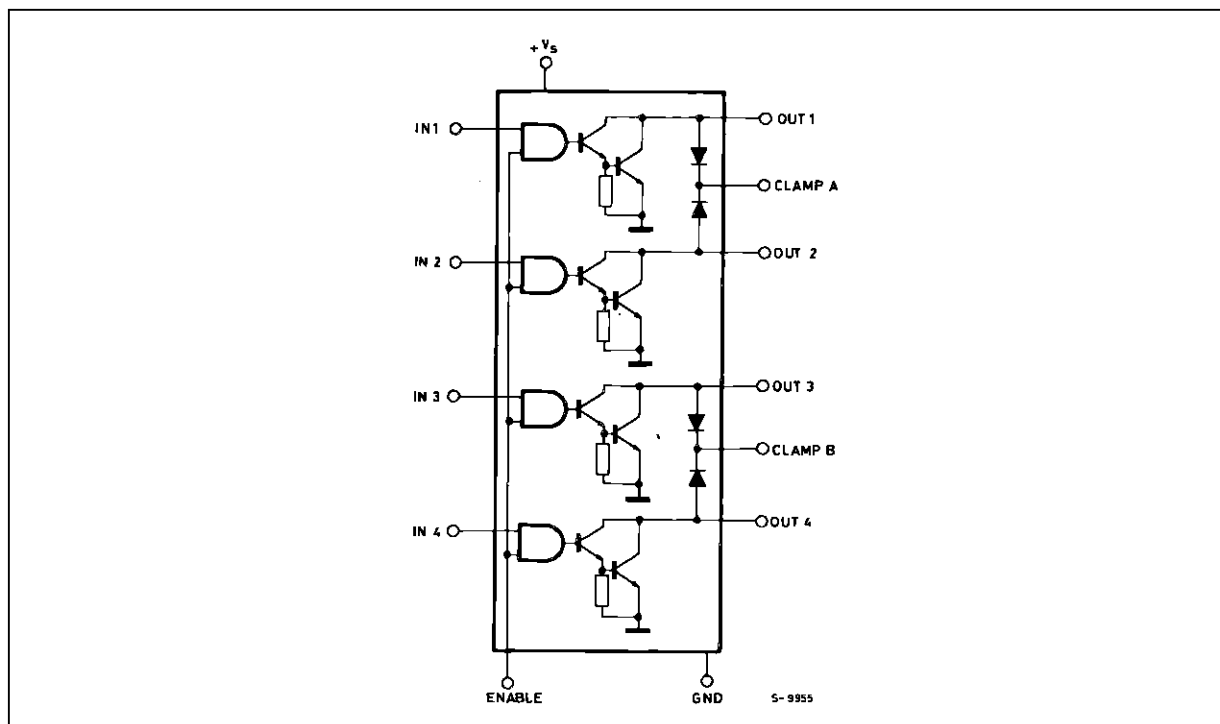 +Vs
IN1
OUT 1
CLAMP A
IN 2
OUT 2
IN 3
OUT 3
CLAMP B
IN 4
OUT 4
ENABLE
GND
S-9955